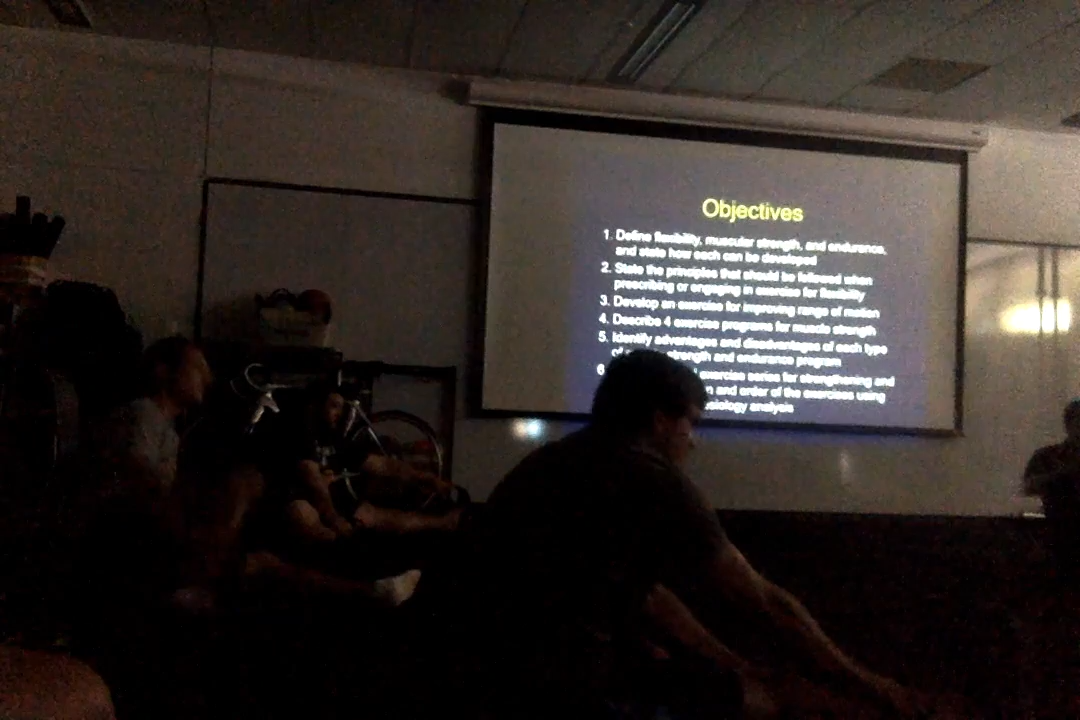 Objectives
1. Define flexibility, muscular strength, and endurance,
and state how each can be developed
2. State the principles that should be followed when
prescribing or engaging in exercise for flexibility
3. Develop an exercise for improving range of motion
4. Describe 4 exercise programs for muscle strength
5. Identify advantages and disadvantages of each type
strength and endurance program
exercise series for strengthening and
and order of the exercises using
analysis